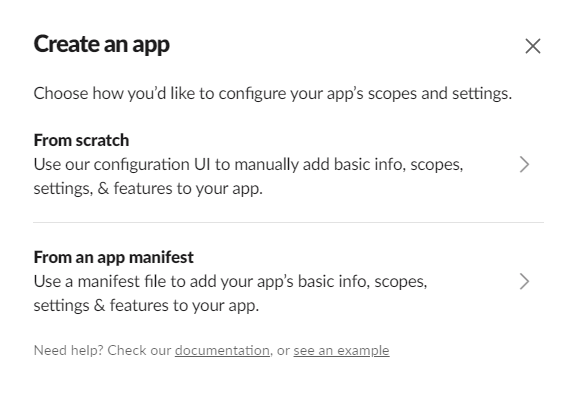 Create an app
Choose how you'd like to configure your app's scopes and settings.
From scratch
Use our configuration UI to manually add basic info, scopes,
settings, & features to your app.
From an app manifest
Use a manifest file to add your app's basic info, scopes,
settings & features to your app.
Need help? Check our documentation, or see an example